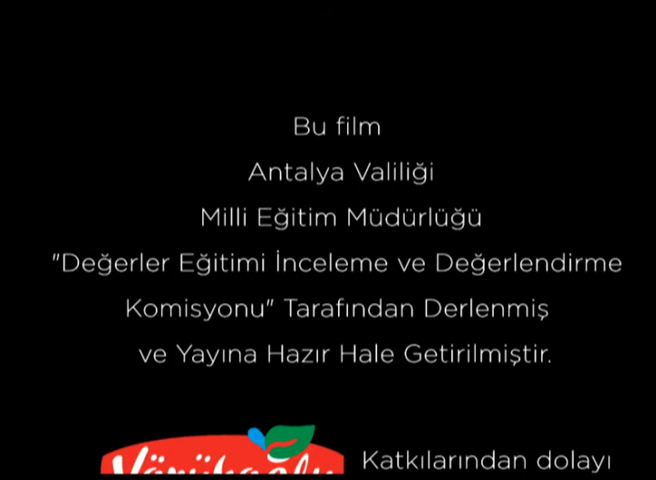 Bu film
Antalya Valiliği
Milli Eğitim Müdürlüğü
"Değerler Eğitimi İnceleme ve Değerlendirme
Komisyonu" Tarafından Derlenmiş
ve Yayına Hazır Hale Getirilmiştir.
Katkılarından dolayı